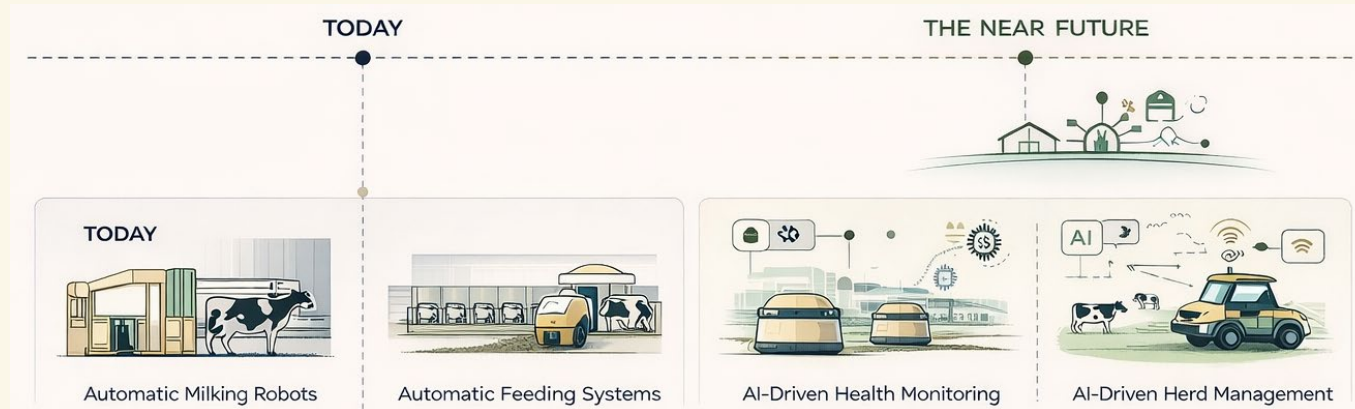 TODAY
THE NEAR FUTURE
TODAY
Automatic Milking Robots
Automatic Feeding Systems
$$
AI-Driven Health Monitoring
AI
AI-Driven Herd Management